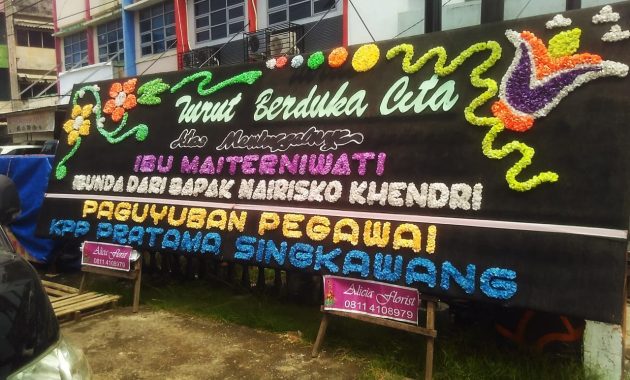 Turut Berduka Cita
Atas Meninggalnya
IBU MAITERNIWATI
IBUNDA DARI BAPAK NAIRISKO KHENDRI
PAGUYUBAN PEGAWAI
KPP PRATAMA SINGKAWANG
Alicia Florist
0811 4108979
Alicia Florist
0811 4108979